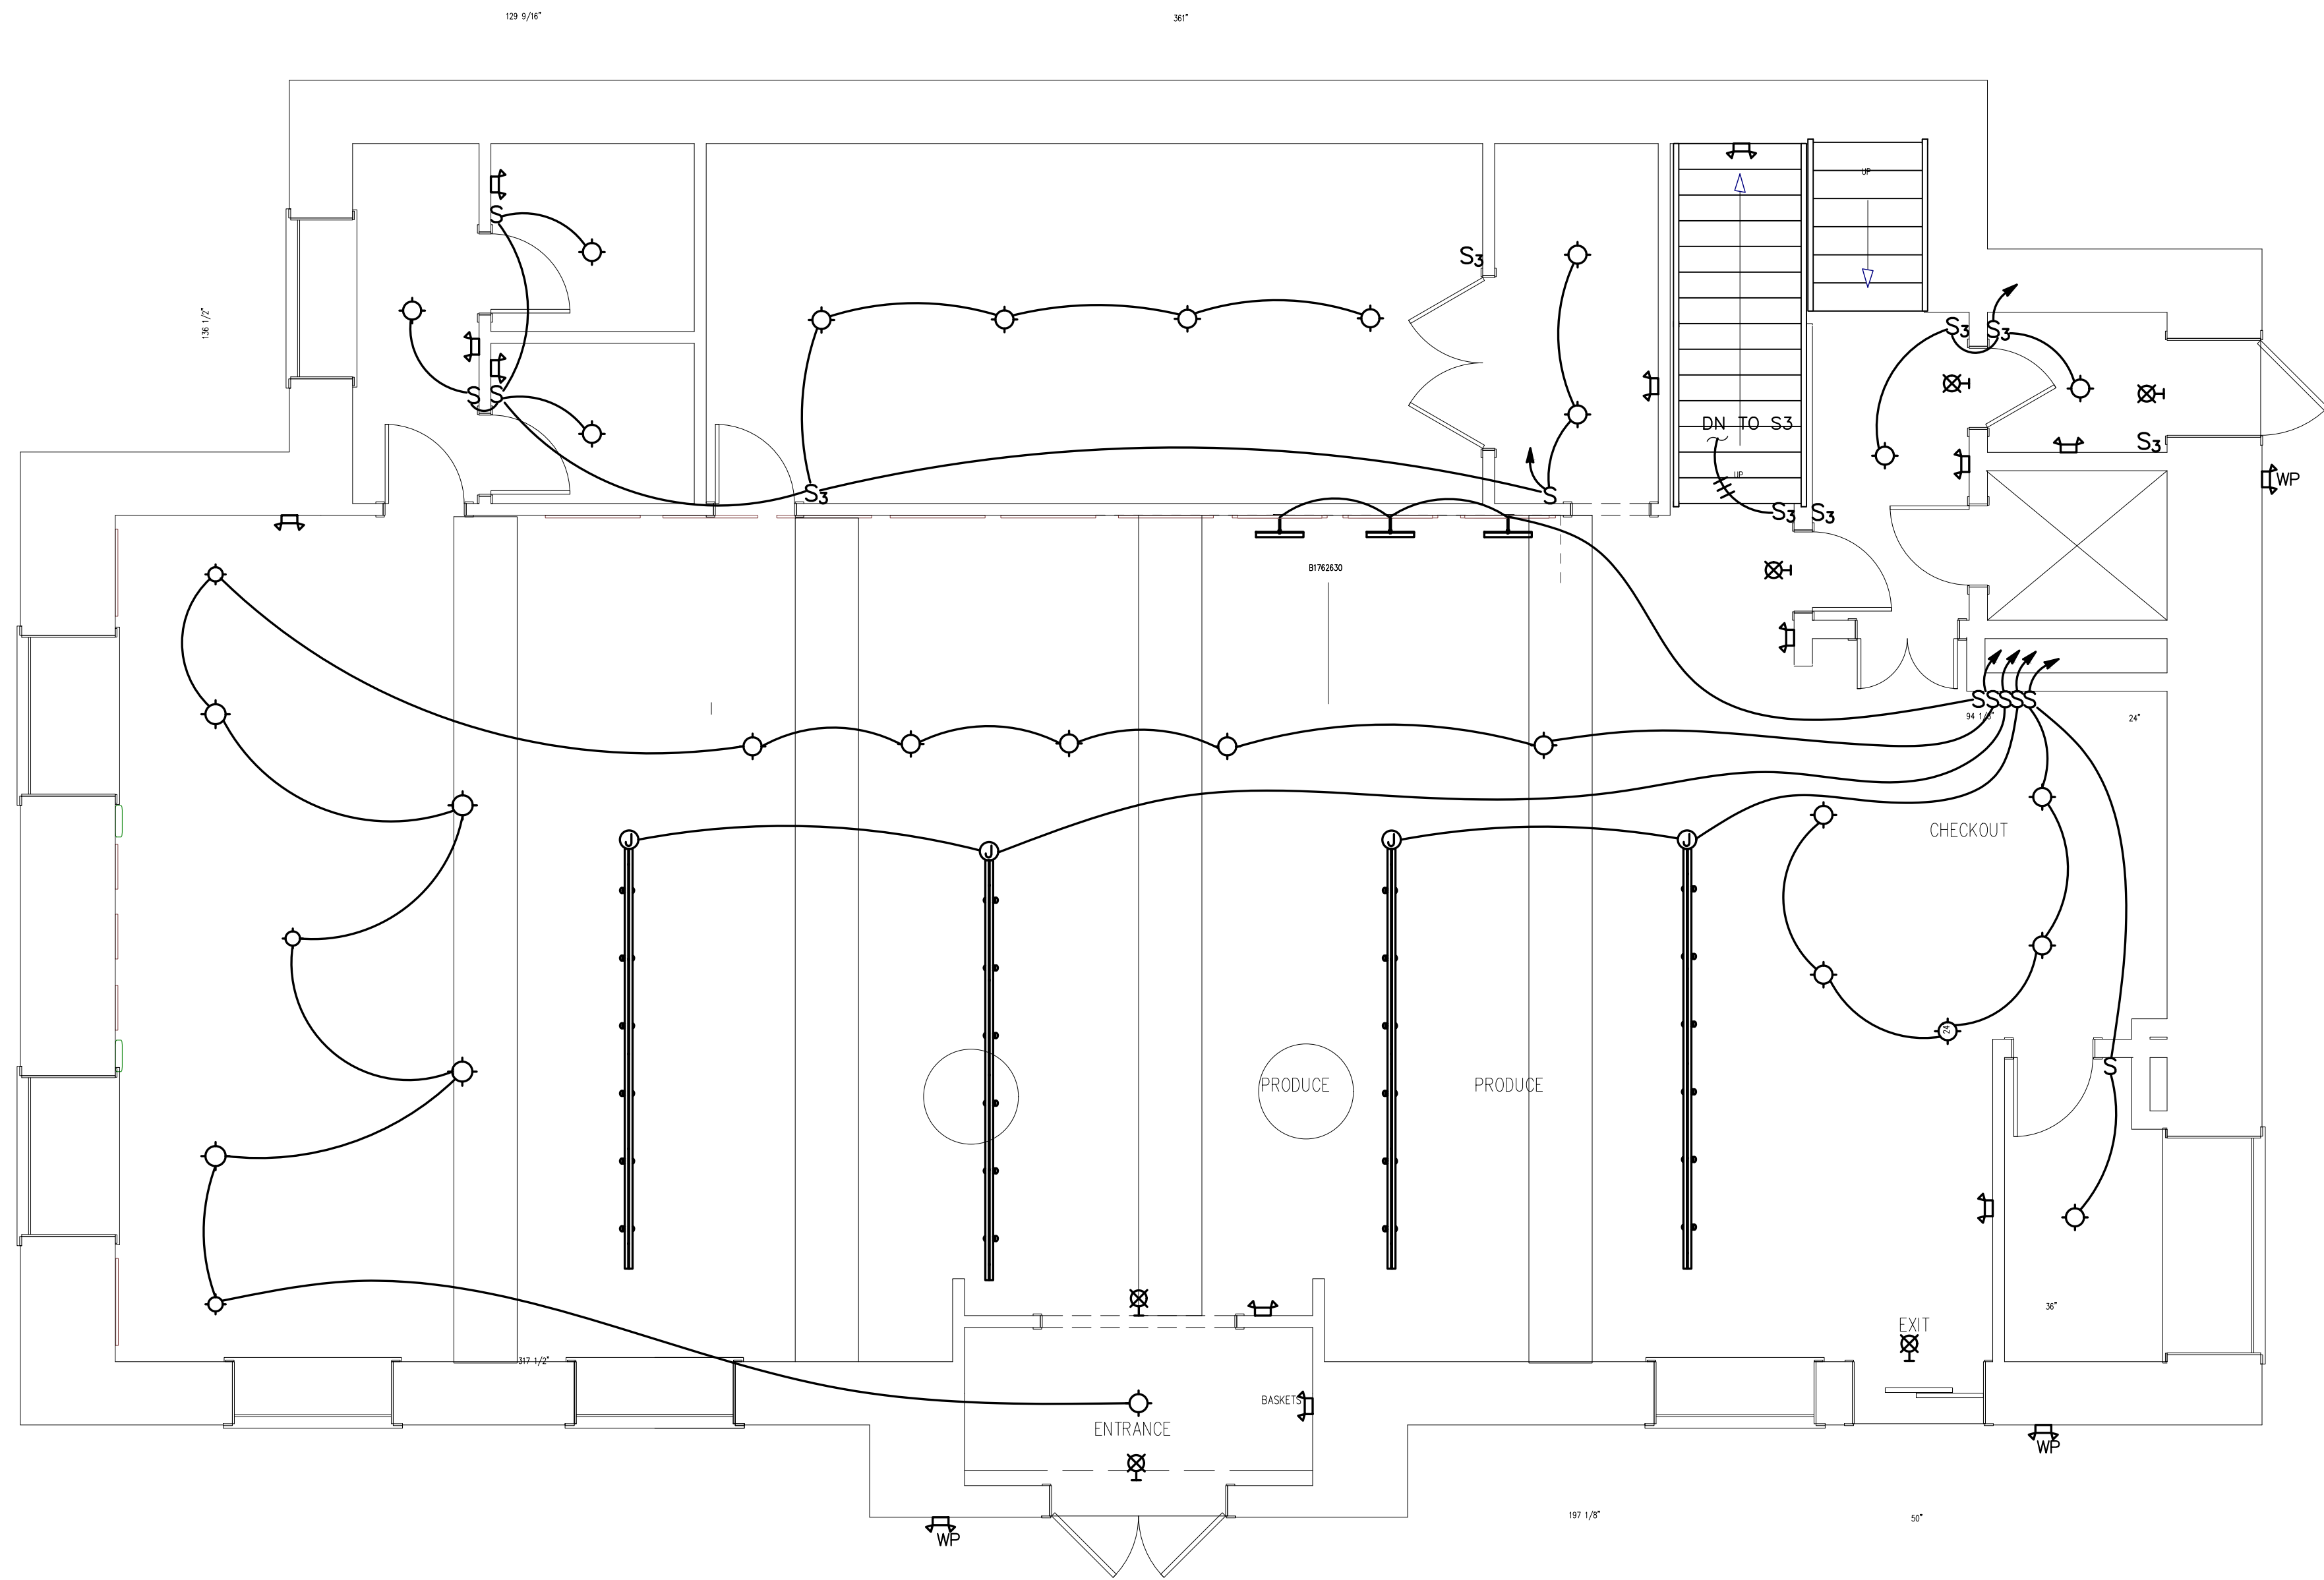 129 9/16"
361"
UP
S
136 1/2"
S3
S3
S3
S
S
DN TO S3
S3
WP
UP
S3
S
S3
S3
B1762630
S
S
S
S
S
94 1/8"
24"
CHECKOUT
J
J
J
J
24
S
PRODUCE
PRODUCE
36"
EXIT
317 1/2"
BASKETS
ENTRANCE
WP
197 1/8"
50"
WP